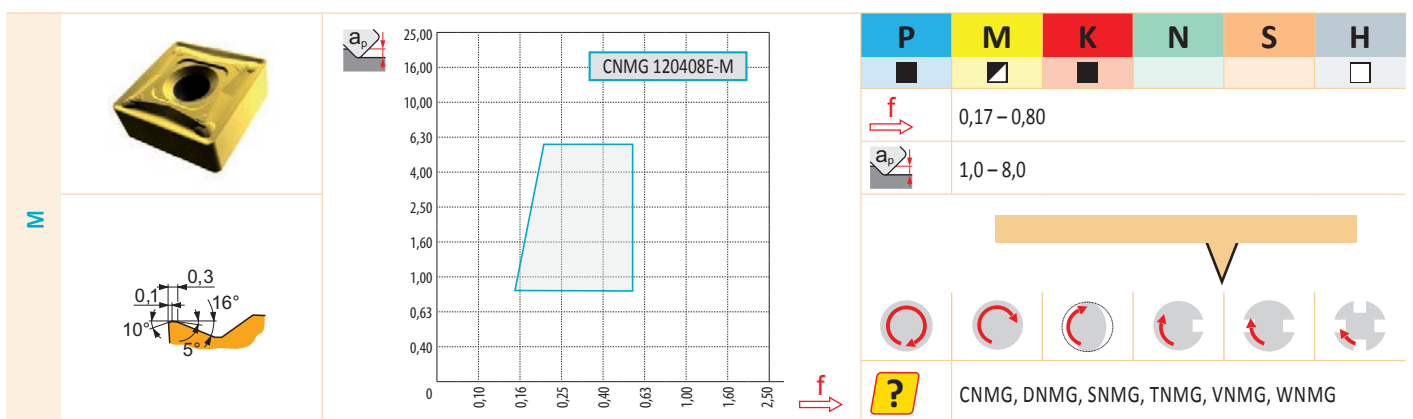 M
0,3
0,1
16°
10°
5°
aₚ
25,00
16,00
10,00
6,30
4,00
2,50
1,60
1,00
0,63
0,40
0
CNMG 120408E-M
0,10
0,16
0,25
0,40
0,63
1,00
1,60
2,50
f
P M K N S H
f
0,17 – 0,80
aₚ
1,0 – 8,0
?
CNMG, DNMG, SNMG, TNMG, VNMG, WNMG